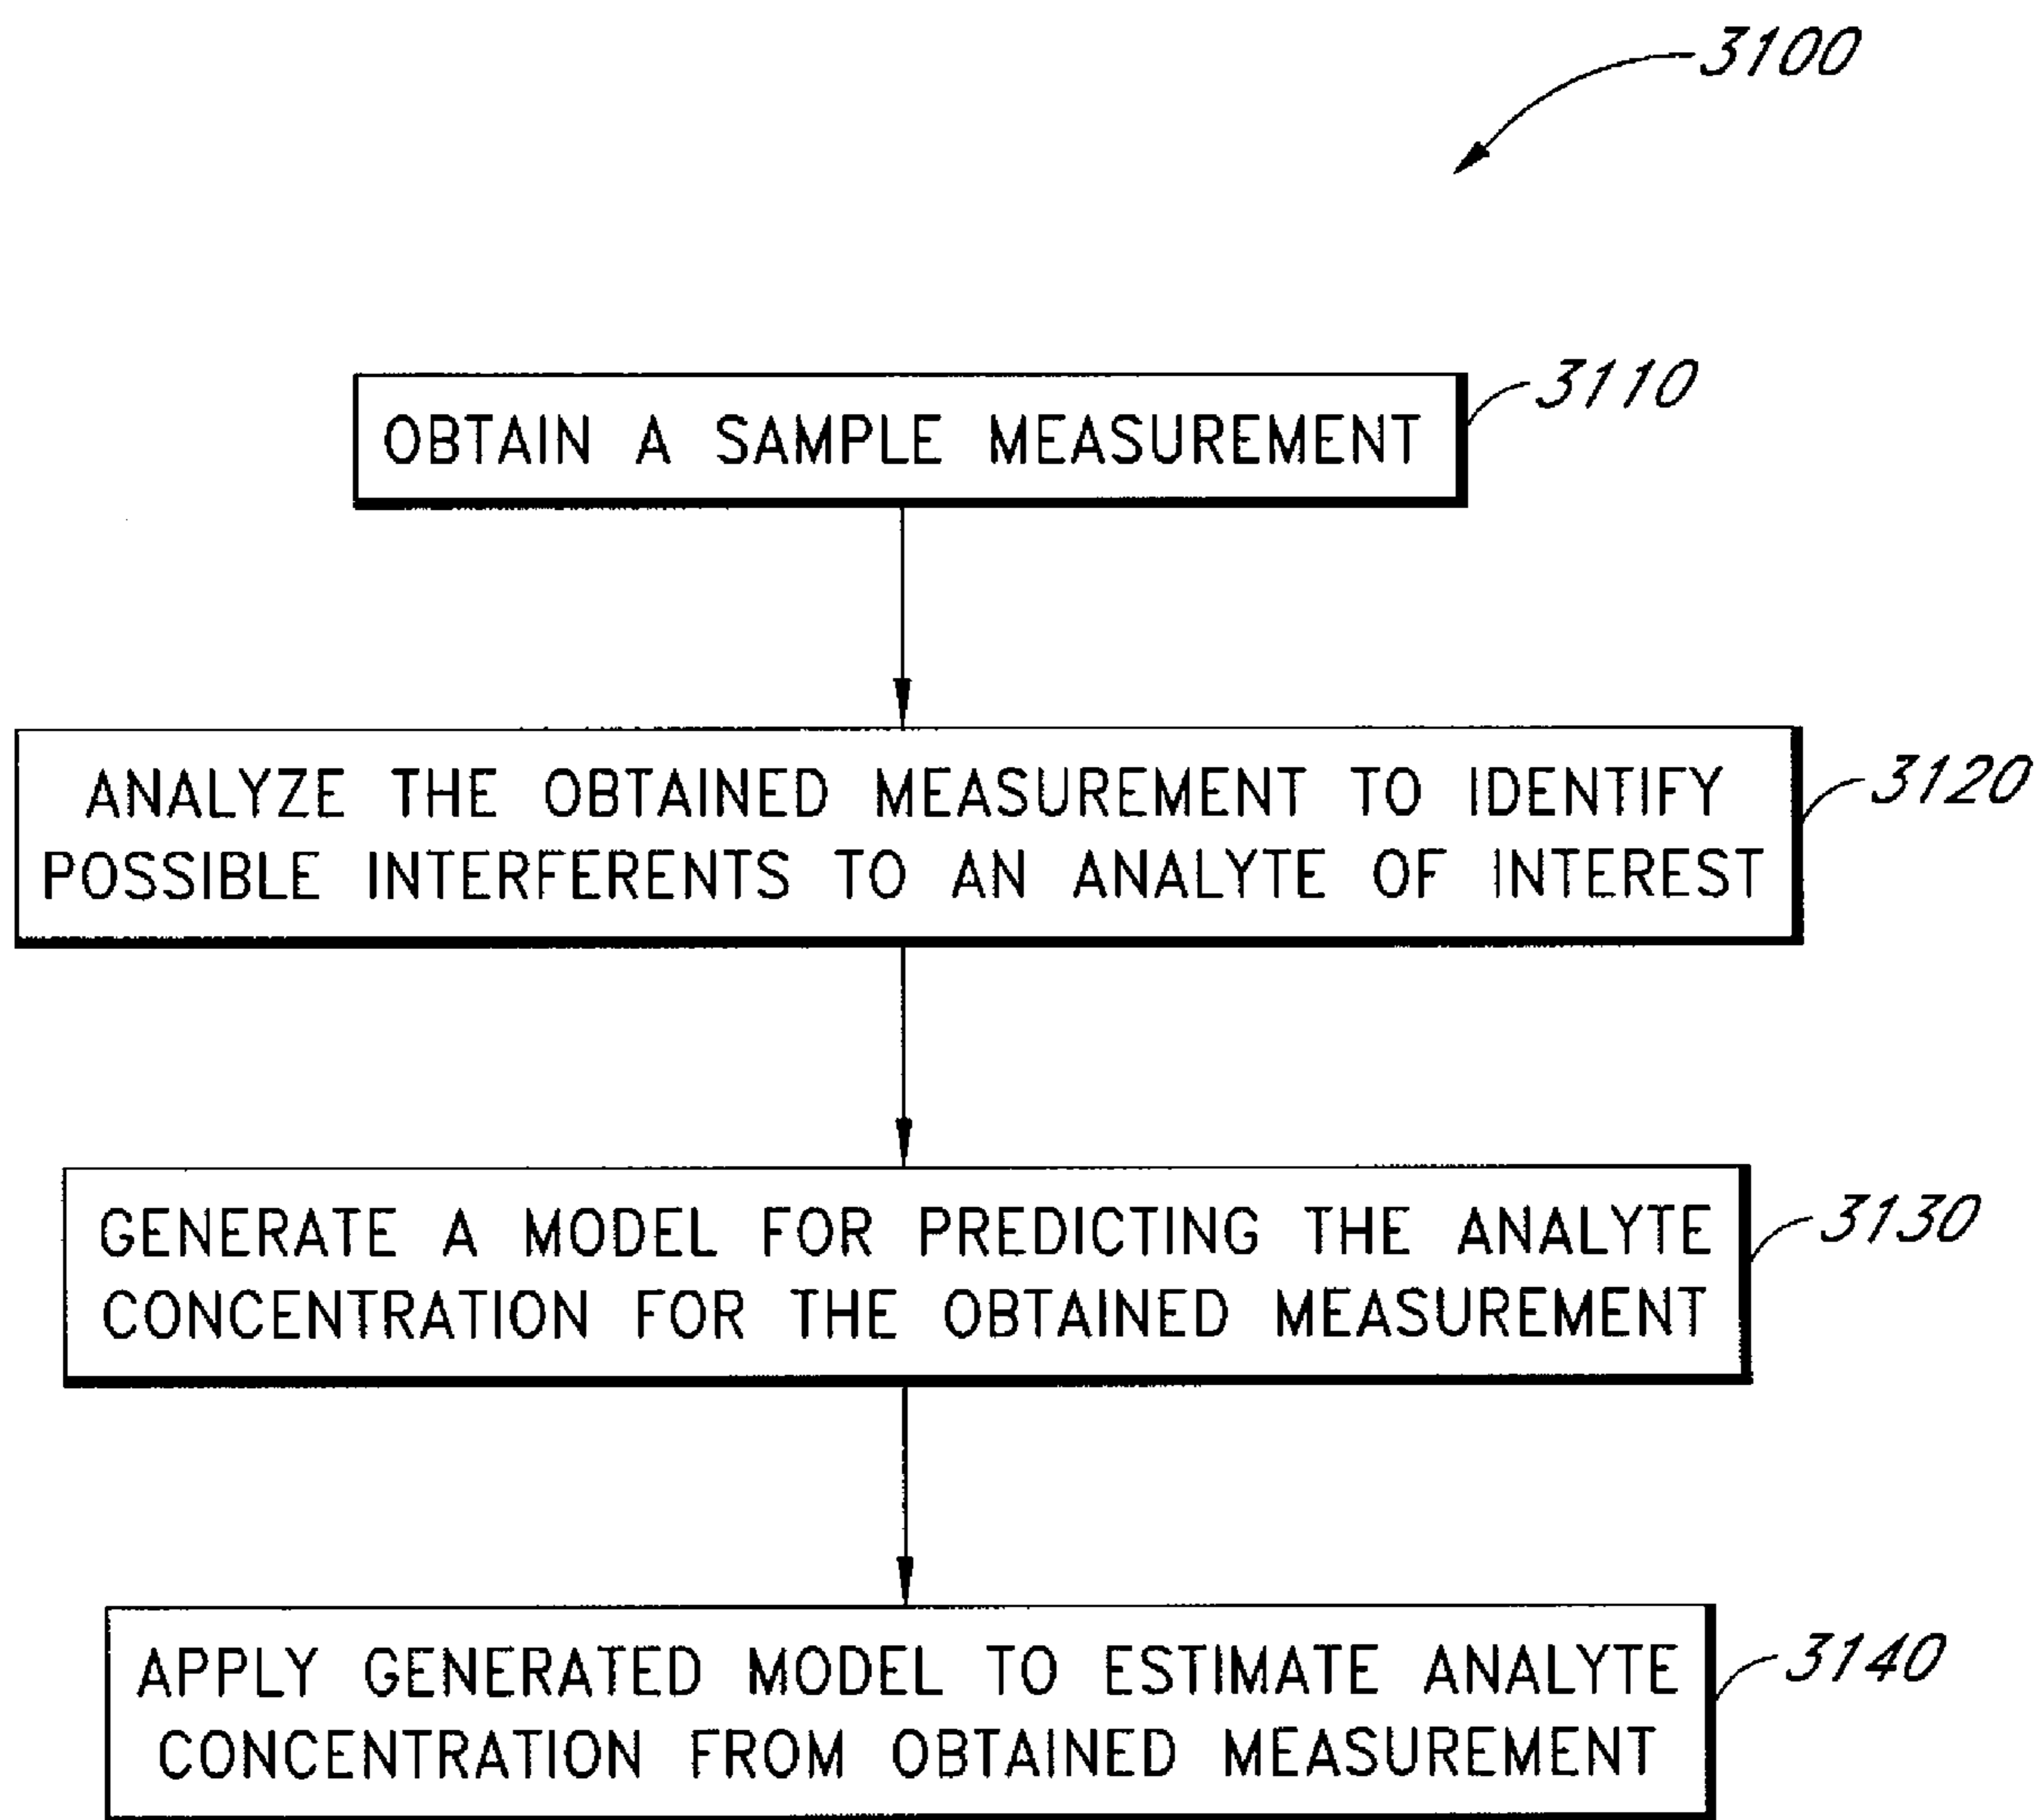 3100
OBTAIN A SAMPLE MEASUREMENT
3110
ANALYZE THE OBTAINED MEASUREMENT TO IDENTIFY
POSSIBLE INTERFERENTS TO AN ANALYTE OF INTEREST
3120
GENERATE A MODEL FOR PREDICTING THE ANALYTE
CONCENTRATION FOR THE OBTAINED MEASUREMENT
3130
APPLY GENERATED MODEL TO ESTIMATE ANALYTE
CONCENTRATION FROM OBTAINED MEASUREMENT
3140